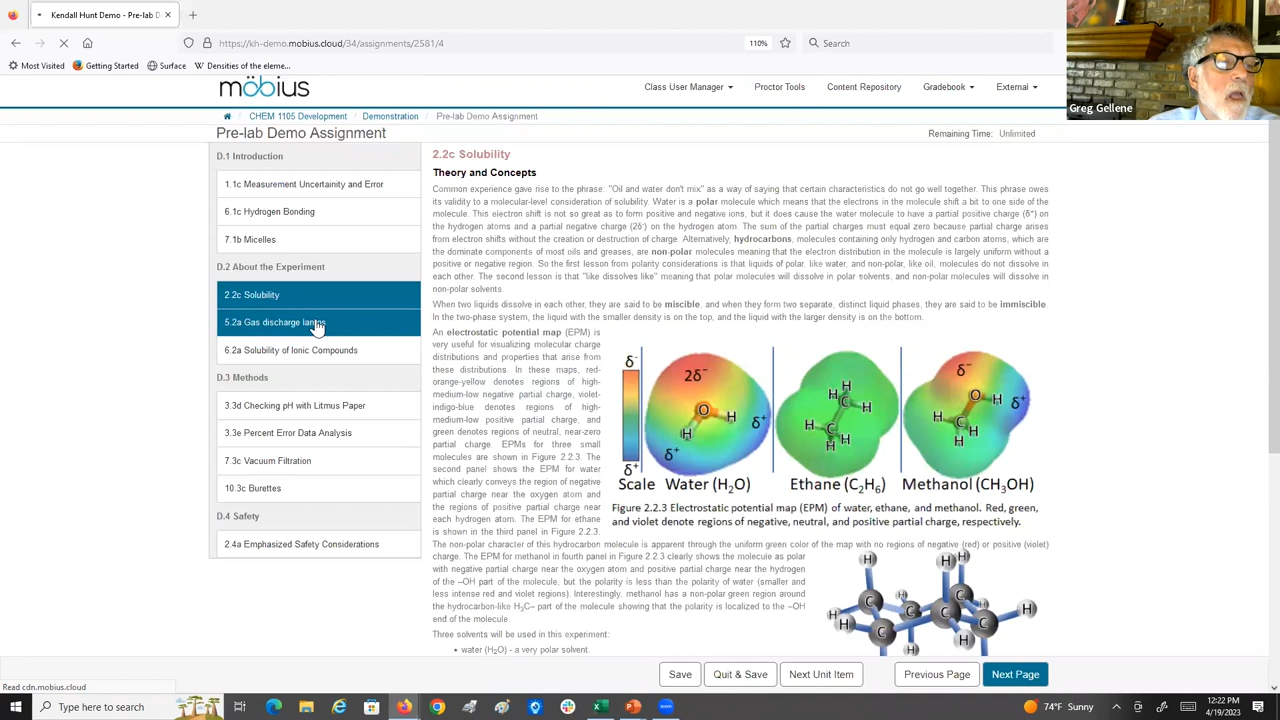 Kendall Hunt Demo - Pre-lab D
https://kh-demo.mobius.cloud/34/assignments/2561/4
110%
Search
Most Visited
Getting Started
Surface
Densities of the eleme...
Greg Gellene
möbius
Class User Manager
Proctor Tools
Content Repository
Gradebook
External
CHEM 1105 Development
Demonstration
Pre-lab Demo Assignment
Pre-lab Demo Assignment
Remaining Time: Unlimited
D.1 Introduction
1.1c Measurement Uncertainity and Error
6.1c Hydrogen Bonding
7.1b Micelles
D.2 About the Experiment
2.2c Solubility
5.2a Gas discharge lamps
6.2a Solubility of Ionic Compounds
D.3 Methods
3.3d Checking pH with Litmus Paper
3.3e Percent Error Data Analysis
7.3c Vacuum Filtration
10.3c Burettes
D.4 Safety
2.4a Emphasized Safety Considerations
2.2c Solubility
Theory and Concepts
Common experience gave rise to the phrase: "Oil and water don't mix" as a way of saying that certain characteristics do not go well together. This phrase owes
its validity to a molecular-level consideration of solubility. Water is a polar molecule which means that the electrons in the molecule shift a bit to one side of the
molecule. This electron shift is not so great as to form positive and negative ions, but it does cause the water molecule to have a partial positive charge (δ⁺) on
the hydrogen atoms and a partial negative charge (2δ⁻) on the hydrogen atom. The sum of the partial charges must equal zero because partial charge arises
from electron shifts without the creation or destruction of charge. Alternatively, hydrocarbons, molecules containing only hydrogen and carbon atoms, which are
the dominate components of most oils and greases, are non-polar molecules meaning that the electron distribution in the molecule is largely uniform without a
positive or negative region. So the first lesson from polarity considerations is that liquids of polar, like water, and non-polar, like oil, molecules do not dissolve in
each other. The second lesson is that "like dissolves like" meaning that polar molecules will dissolve in polar solvents, and non-polar molecules will dissolve in
non-polar solvents.
When two liquids dissolve in each other, they are said to be miscible, and when they form two separate, distinct liquid phases, they are said to be immiscible.
In the two-phase system, the liquid with the smaller density is on the top, and the liquid with the larger density is on the bottom.
An electrostatic potential map (EPM) is
very useful for visualizing molecular charge
distributions and properties that arise from
these distributions. In these maps, red-
orange-yellow denotes regions of high-
medium-low negative partial charge, violet-
indigo-blue denotes regions of high-
medium-low positive partial charge, and
green denotes regions of neutral, near-zero
partial charge. EPMs for three small
molecules are shown in Figure 2.2.3. The
second panel shows the EPM for water
which clearly conveys the region of negative
partial charge near the oxygen atom and
the regions of positive partial charge near
each hydrogen atom. The EPM for ethane
is shown in the third panel in Figure 2.2.3.
δ⁻
δ⁺
2δ⁻
O
H
H
δ⁺
δ⁺
H
H
C
H
H
C
H
H
δ⁻
O
H
δ⁺
H
C
H
H
Scale Water (H₂O) Ethane (C₂H₆) Methanol (CH₃OH)
Figure 2.2.3 Electrostatic potential map (EPM) of water, ethane, and methanol. Red, green,
and violet denote regions of negative, neutral, and positive partial charge, respectively.
The non-polar character of this hydrocarbon molecule is apparent through the uniform green color of the map with no regions of negative (red) or positive (violet)
charge. The EPM for methanol in fourth panel in Figure 2.2.3 clearly shows the molecule as polar
with negative partial charge near the oxygen atom and positive partial charge near the hydrogen
of the –OH part of the molecule, but the polarity is less than the polarity of water (smaller and
less intense red and violet regions). Interestingly, methanol has a non-polar green region around
the hydrocarbon-like H₃C– part of the molecule showing that the polarity is localized to the –OH
end of the molecule.
Three solvents will be used in this experiment:
• water (H₂O) - a very polar solvent.
H
H H
C H C H
H C C H
H C C
H H H
Save
Quit & Save
Next Unit Item
Previous Page
Next Page
Read cdn.mobius.cloud
Type here to search
74°F Sunny
12:22 PM
4/19/2023